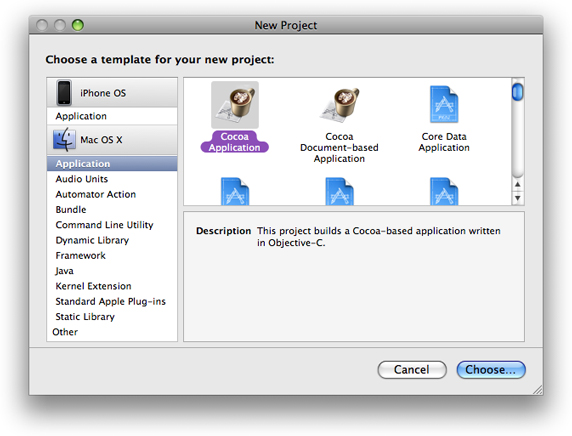 New Project
Choose a template for your new project:
iPhone OS
Application
Mac OS X
Application
Audio Units
Automator Action
Bundle
Command Line Utility
Dynamic Library
Framework
Java
Kernel Extension
Standard Apple Plug-ins
Static Library
Other
Cocoa
Application
Cocoa
Document-based
Application
Core Data
Application
Description This project builds a Cocoa-based application written
in Objective-C.
Cancel
Choose...